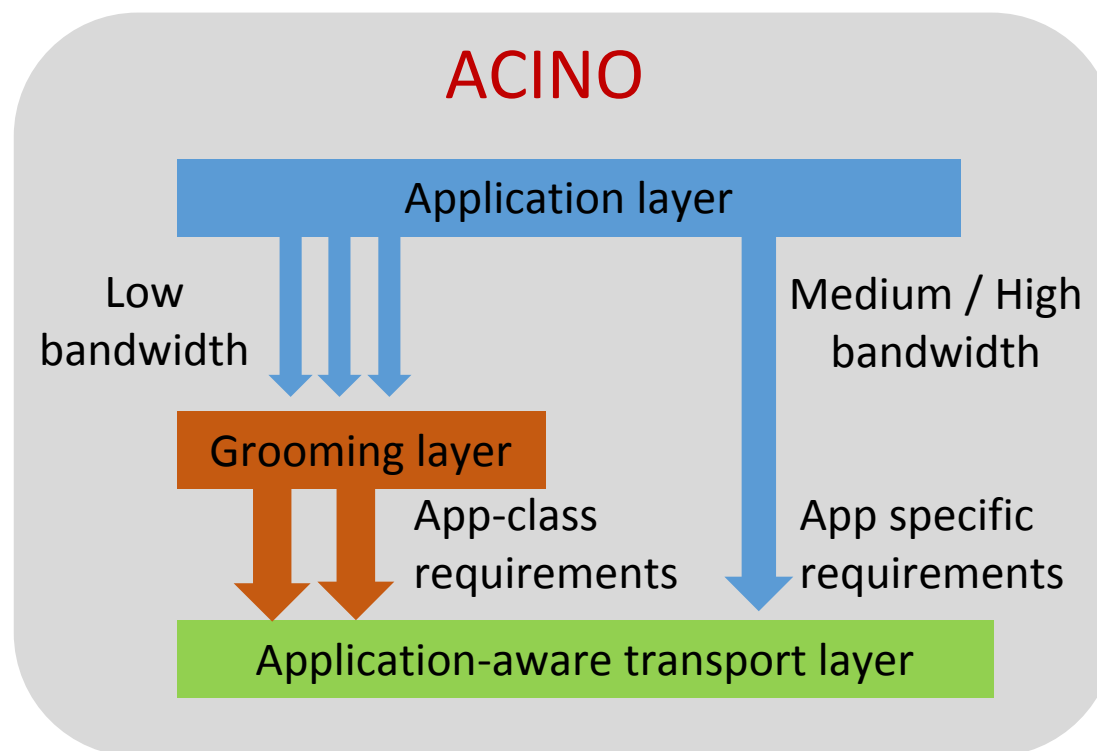 ACINO
Application layer
Low
bandwidth
Medium / High
bandwidth
Grooming layer
App-class
requirements
App specific
requirements
Application-aware transport layer